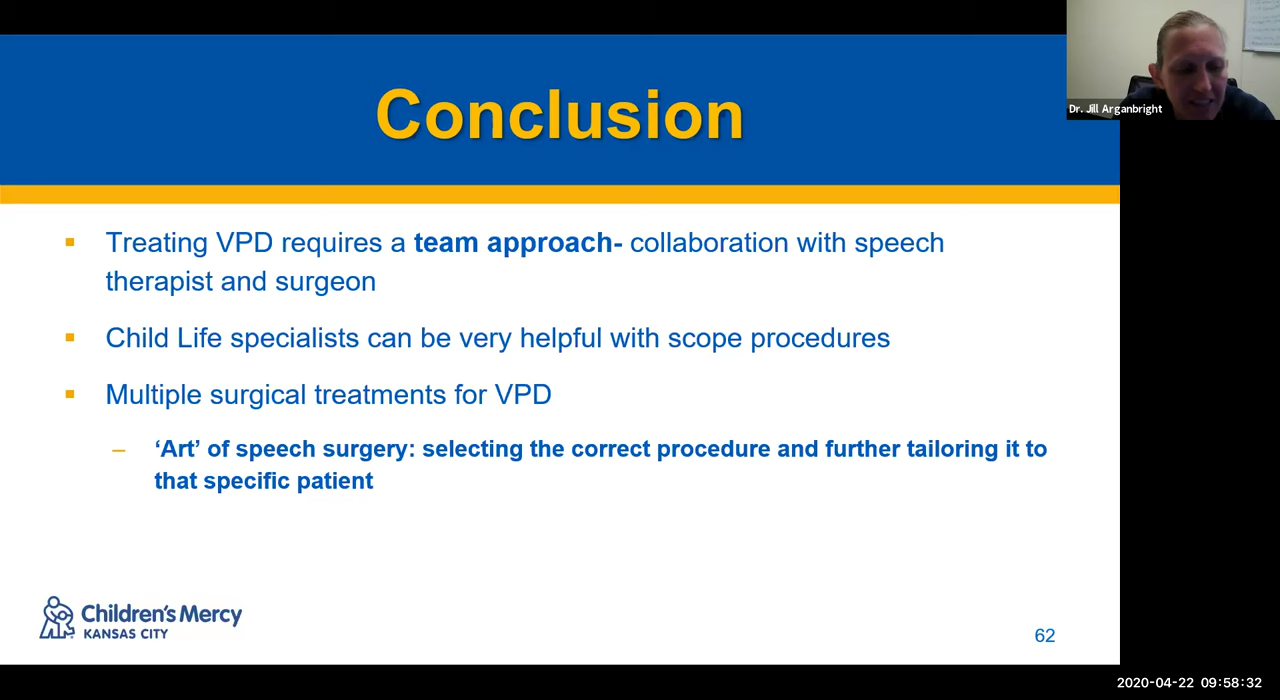 Conclusion
Dr. Jill Arganbright
▪ Treating VPD requires a team approach- collaboration with speech
therapist and surgeon
▪ Child Life specialists can be very helpful with scope procedures
▪ Multiple surgical treatments for VPD
– ‘Art’ of speech surgery: selecting the correct procedure and further tailoring it to
that specific patient
Children's Mercy
KANSAS CITY
62
2020-04-22 09:58:32